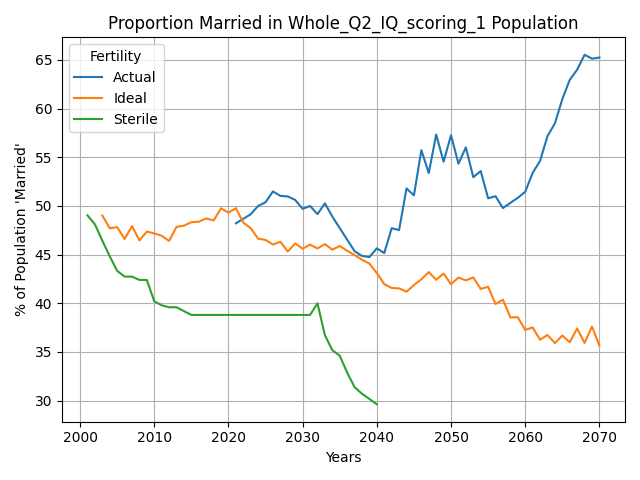 Proportion Married in Whole_Q2_IQ_scoring_1 Population
% of Population 'Married'
65
60
55
50
45
40
35
30
Fertility
Actual
Ideal
Sterile
2000 2010 2020 2030 2040 2050 2060 2070
Years